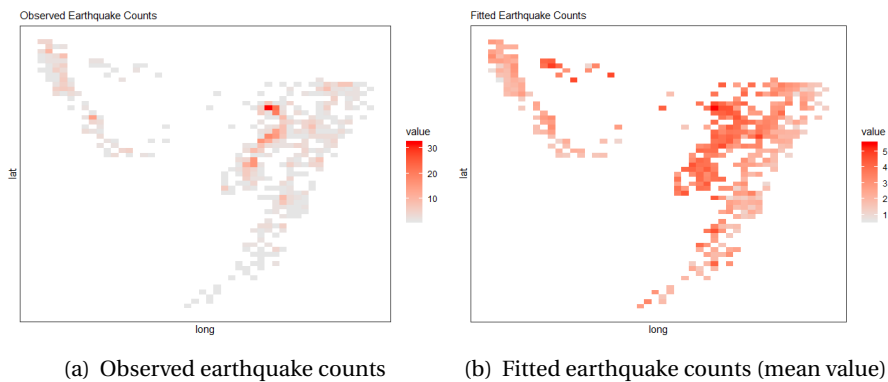 Observed Earthquake Counts
lat
long
value
30
20
10
(a) Observed earthquake counts
Fitted Earthquake Counts
lat
long
value
5
4
3
2
1
(b) Fitted earthquake counts (mean value)